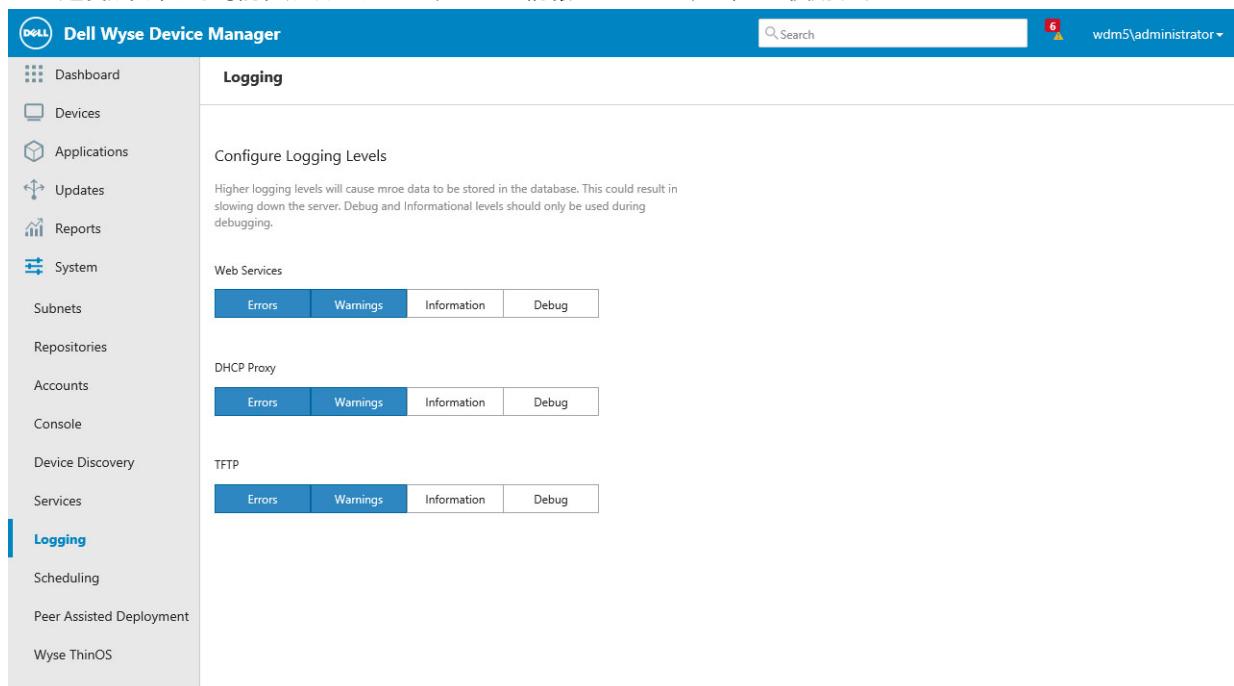 DELL
Dell Wyse Device Manager
Search
6
wdm5\administrator
Dashboard
Devices
Applications
Updates
Reports
System
Subnets
Repositories
Accounts
Console
Device Discovery
Services
Logging
Scheduling
Peer Assisted Deployment
Wyse ThinOS
Logging
Configure Logging Levels
Higher logging levels will cause mroe data to be stored in the database. This could result in
slowing down the server. Debug and Informational levels should only be used during
debugging.
Web Services
Errors Warnings Information Debug
DHCP Proxy
Errors Warnings Information Debug
TFTP
Errors Warnings Information Debug